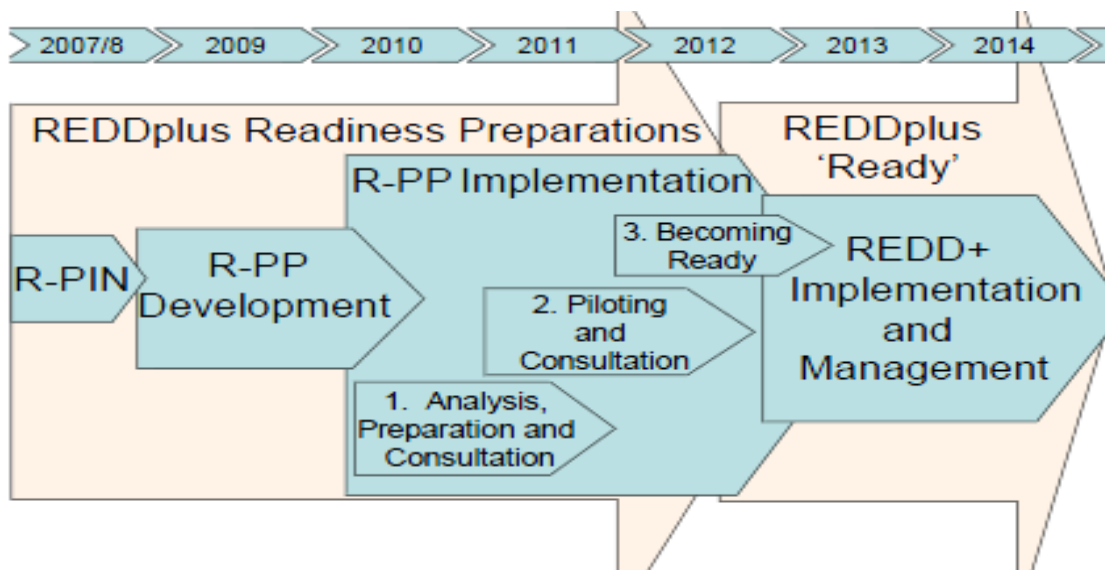 2007/8 2009 2010 2011 2012 2013 2014
REDDplus Readiness Preparations
REDDplus
‘Ready’
R-PP Implementation
R-PIN
R-PP
Development
3. Becoming
Ready
2. Piloting
and
Consultation
1. Analysis,
Preparation and
Consultation
REDD+
Implementation
and
Management